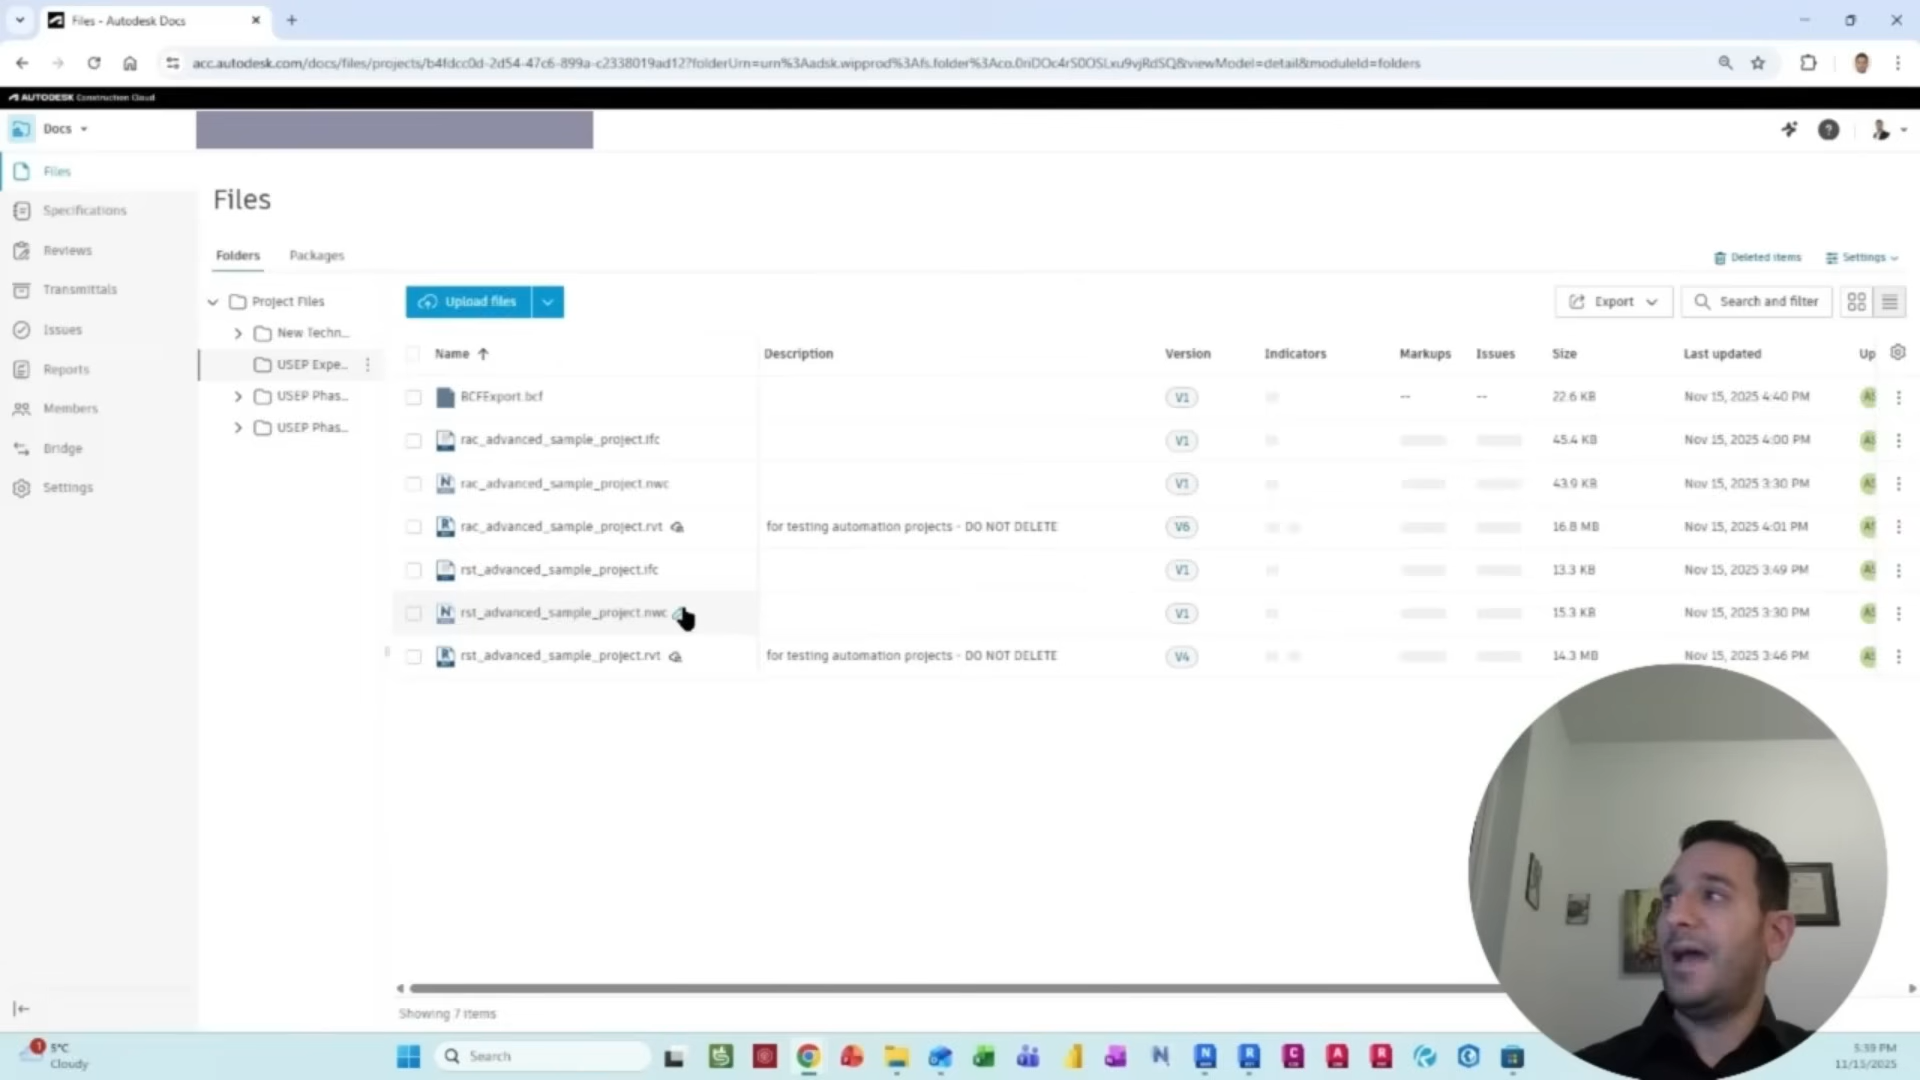 Files - Autodesk Docs
acc.autodesk.com/docs/files/projects/b4fdcc0d-2d54-47c6-899a-c2338019ad12?folderUrn=urn%3Aadsk.wipprod%3Afs.folder%3Aco.0nDOc4rS0OSLxu9vjRdSQ&viewModel=detail&moduleId=folders
AUTODESK Construction Cloud
Docs
Files
Specifications
Reviews
Transmittals
Issues
Reports
Members
Bridge
Settings
Files
Folders Packages
Deleted items Settings
Project Files
New Techn...
USEP Expe...
USEP Phas...
USEP Phas...
Upload files
Export Search and filter
Name Description Version Indicators Markups Issues Size Last updated Up
BCFExport.bcf V1 -- -- 22.6 KB Nov 15, 2025 4:40 PM
rac_advanced_sample_project.ifc V1 45.4 KB Nov 15, 2025 4:00 PM
rac_advanced_sample_project.nwc V1 43.9 KB Nov 15, 2025 3:30 PM
rac_advanced_sample_project.rvt for testing automation projects - DO NOT DELETE V6 16.8 MB Nov 15, 2025 4:01 PM
rst_advanced_sample_project.ifc V1 13.3 KB Nov 15, 2025 3:49 PM
rst_advanced_sample_project.nwc V1 15.3 KB Nov 15, 2025 3:30 PM
rst_advanced_sample_project.rvt for testing automation projects - DO NOT DELETE V4 14.3 MB Nov 15, 2025 3:46 PM
Showing 7 items
1 5°C
Cloudy
Search
5:39 PM
11/15/2025